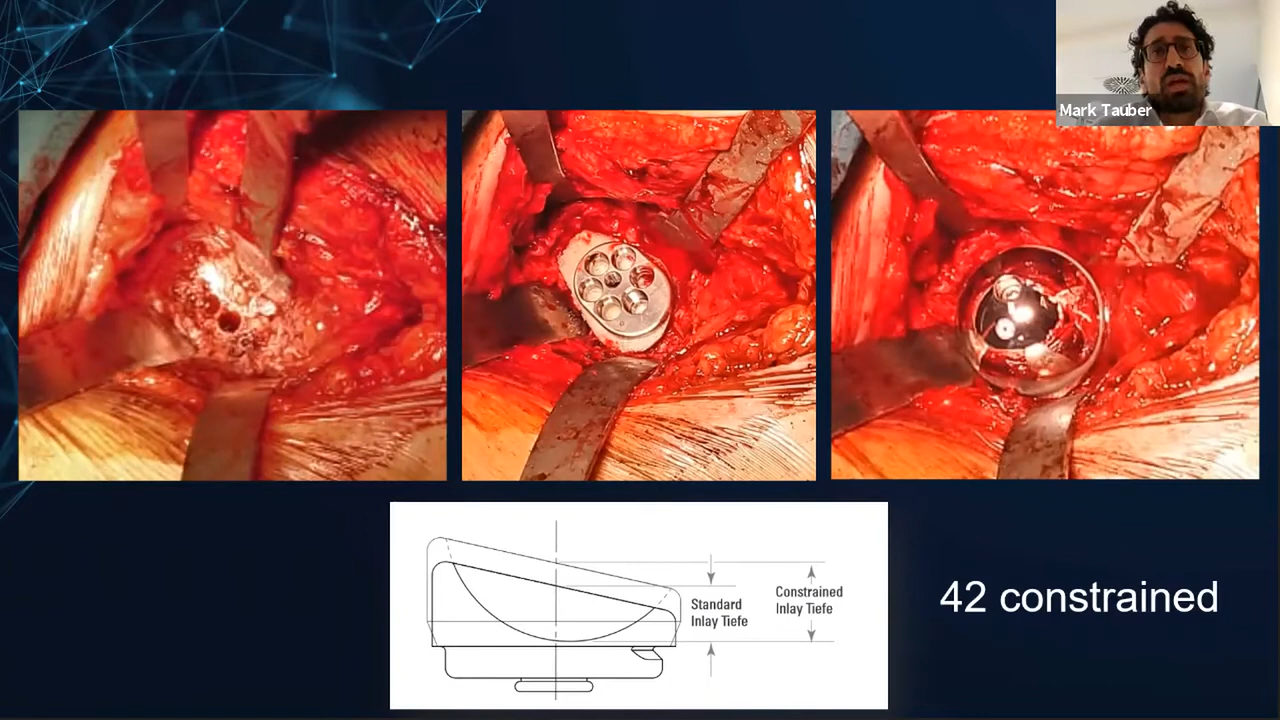 Mark Tauber
Standard
Inlay Tiefe
Constrained
Inlay Tiefe
42 constrained